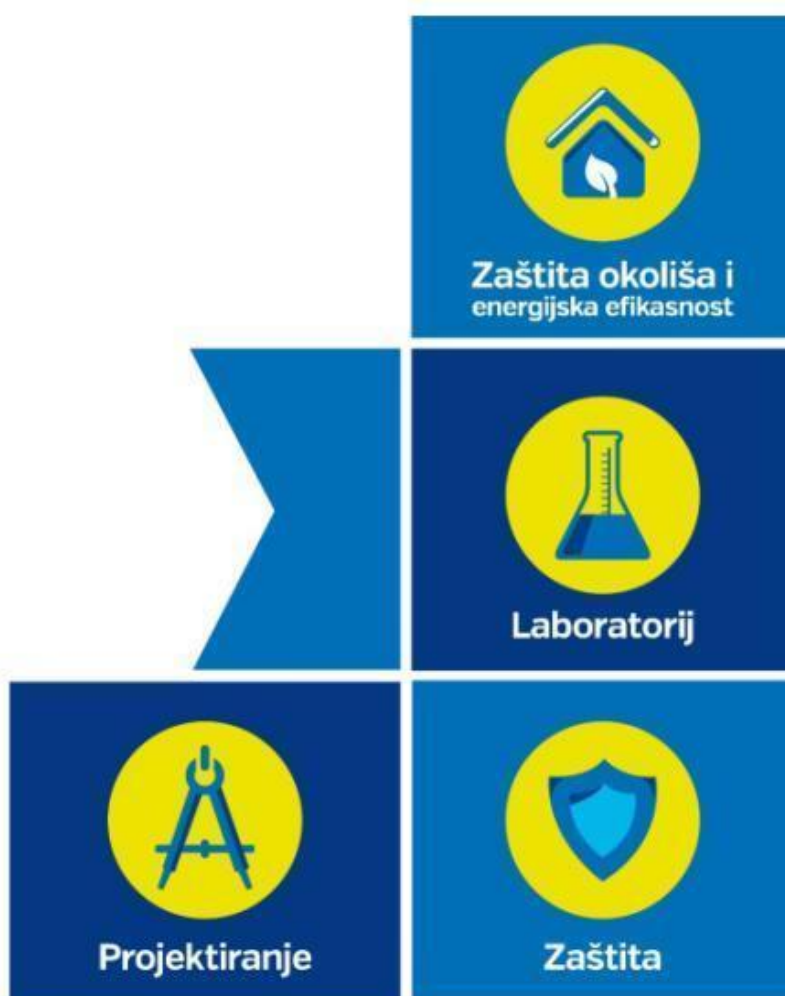 Zaštita okoliša i
energijska efikasnost
Laboratorij
Projektiranje
Zaštita